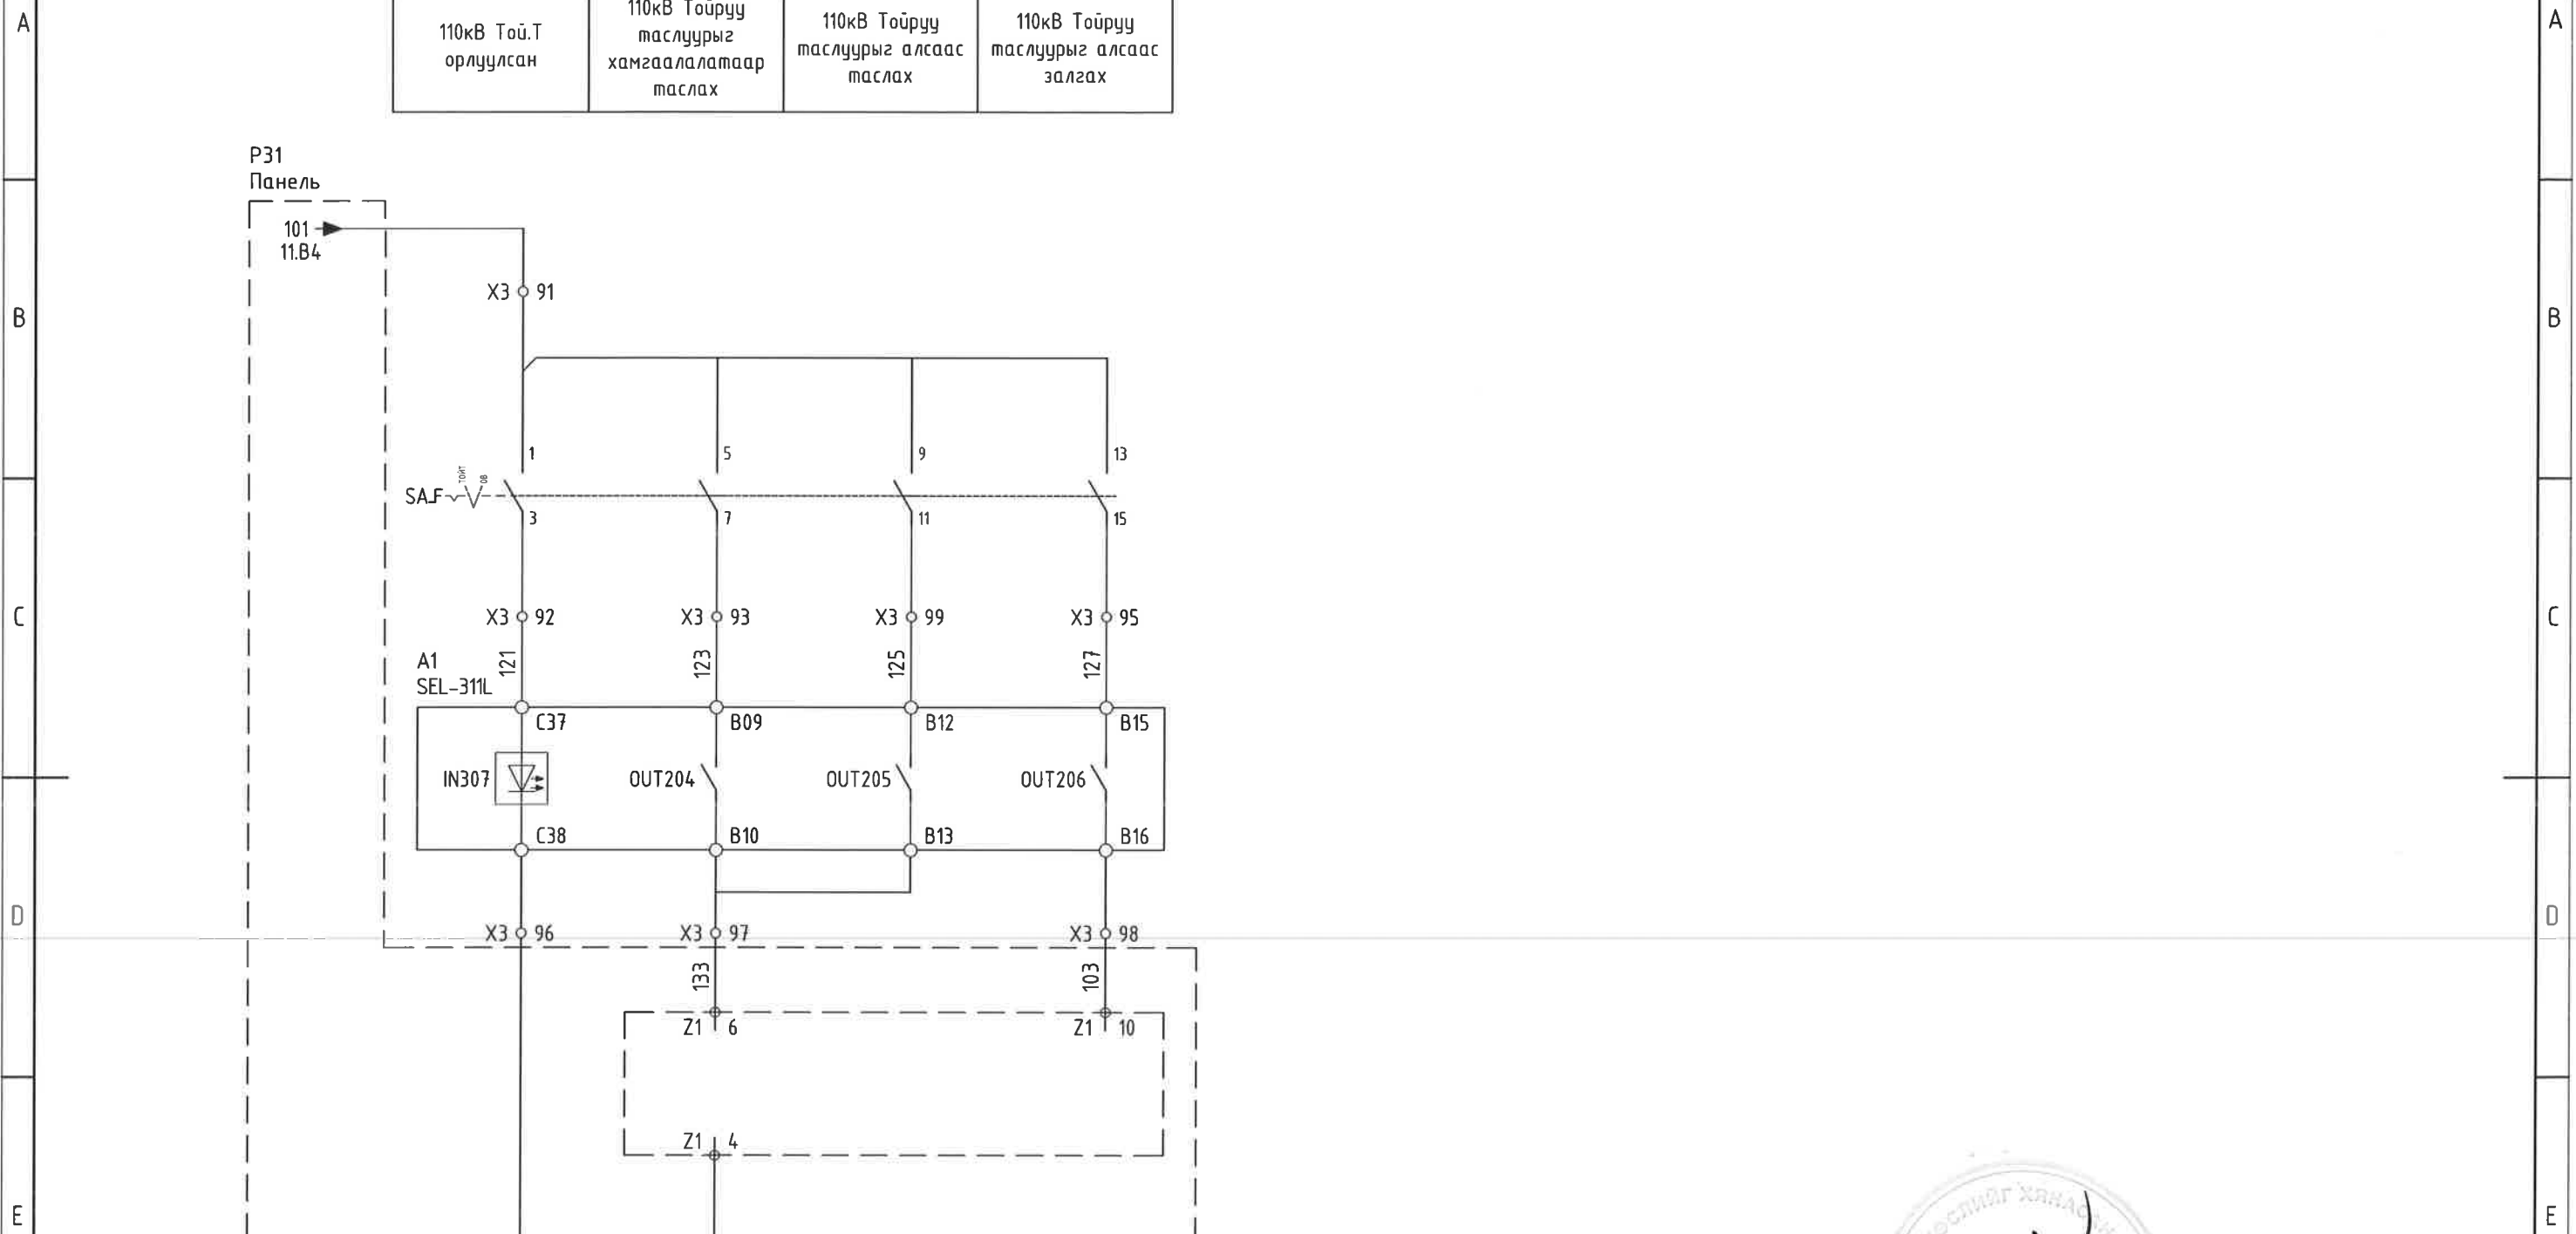 A
A
110кВ Той.Т
орлуулсан
110кВ Тойруу
таслуурыг
хамгаалалатаар
таслах
110кВ Тойруу
таслуурыг алсаас
таслах
110кВ Тойруу
таслуурыг алсаас
залгах
P31
Панель
101
11.B4
X3 91
B
B
1
5
9
13
SA.F
ТОЙТ
ОВ
3
7
11
15
C
C
X3 92
X3 93
X3 99
X3 95
121
123
125
127
A1
SEL-311L
C37
B09
B12
B15
IN307
OUT204
OUT205
OUT206
C38
B10
B13
B16
D
D
X3 96
X3 97
X3 98
133
103
Z1 6
Z1 10
Z1 4
E
E